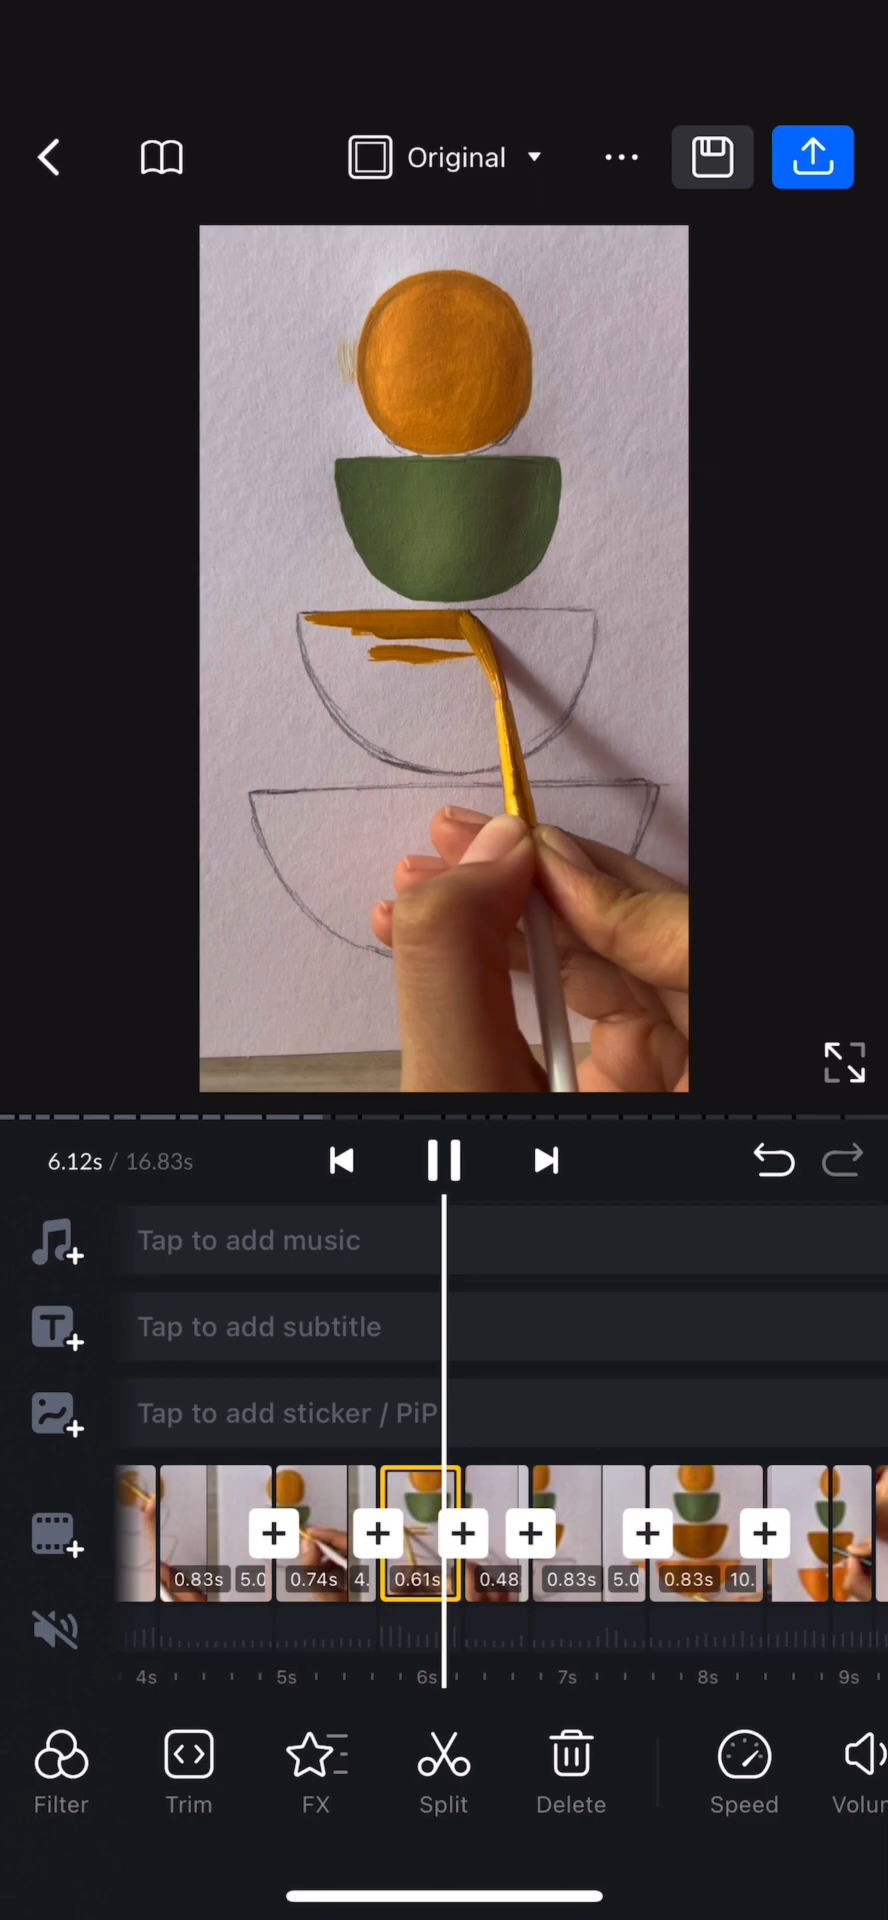 Original
6.12s / 16.83s
Tap to add music
Tap to add subtitle
Tap to add sticker / PiP
0.83s 5.0 0.74s 4. 0.61s 0.48 0.83s 5.0 0.83s 10.
4s 5s 6s 7s 8s 9s
Filter Trim FX Split Delete Speed Volu